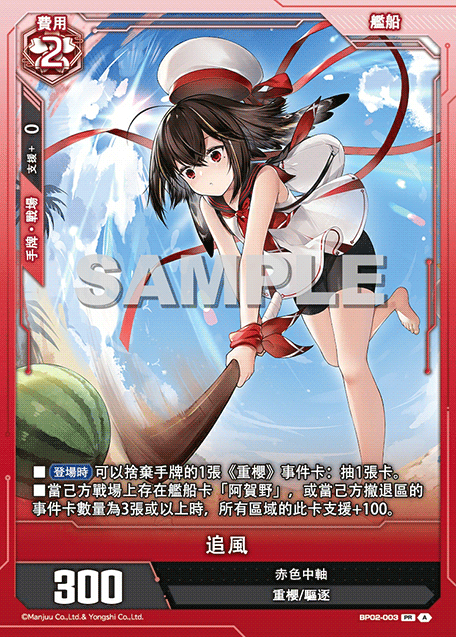 費用
2
艦船
支援+ 0
手牌·戰場
SAMPLE
■ 登場時 可以捨棄手牌的1張《重櫻》事件卡：抽1張卡。
■當己方戰場上存在艦船卡「阿賀野」，或當己方撤退區的
事件卡數量為3張或以上時，所有區域的此卡支援+100。
追風
300
赤色中軸
重櫻/驅逐
©Manjuu Co.,Ltd.& Yongshi Co.,Ltd.
BP02-003 PR A